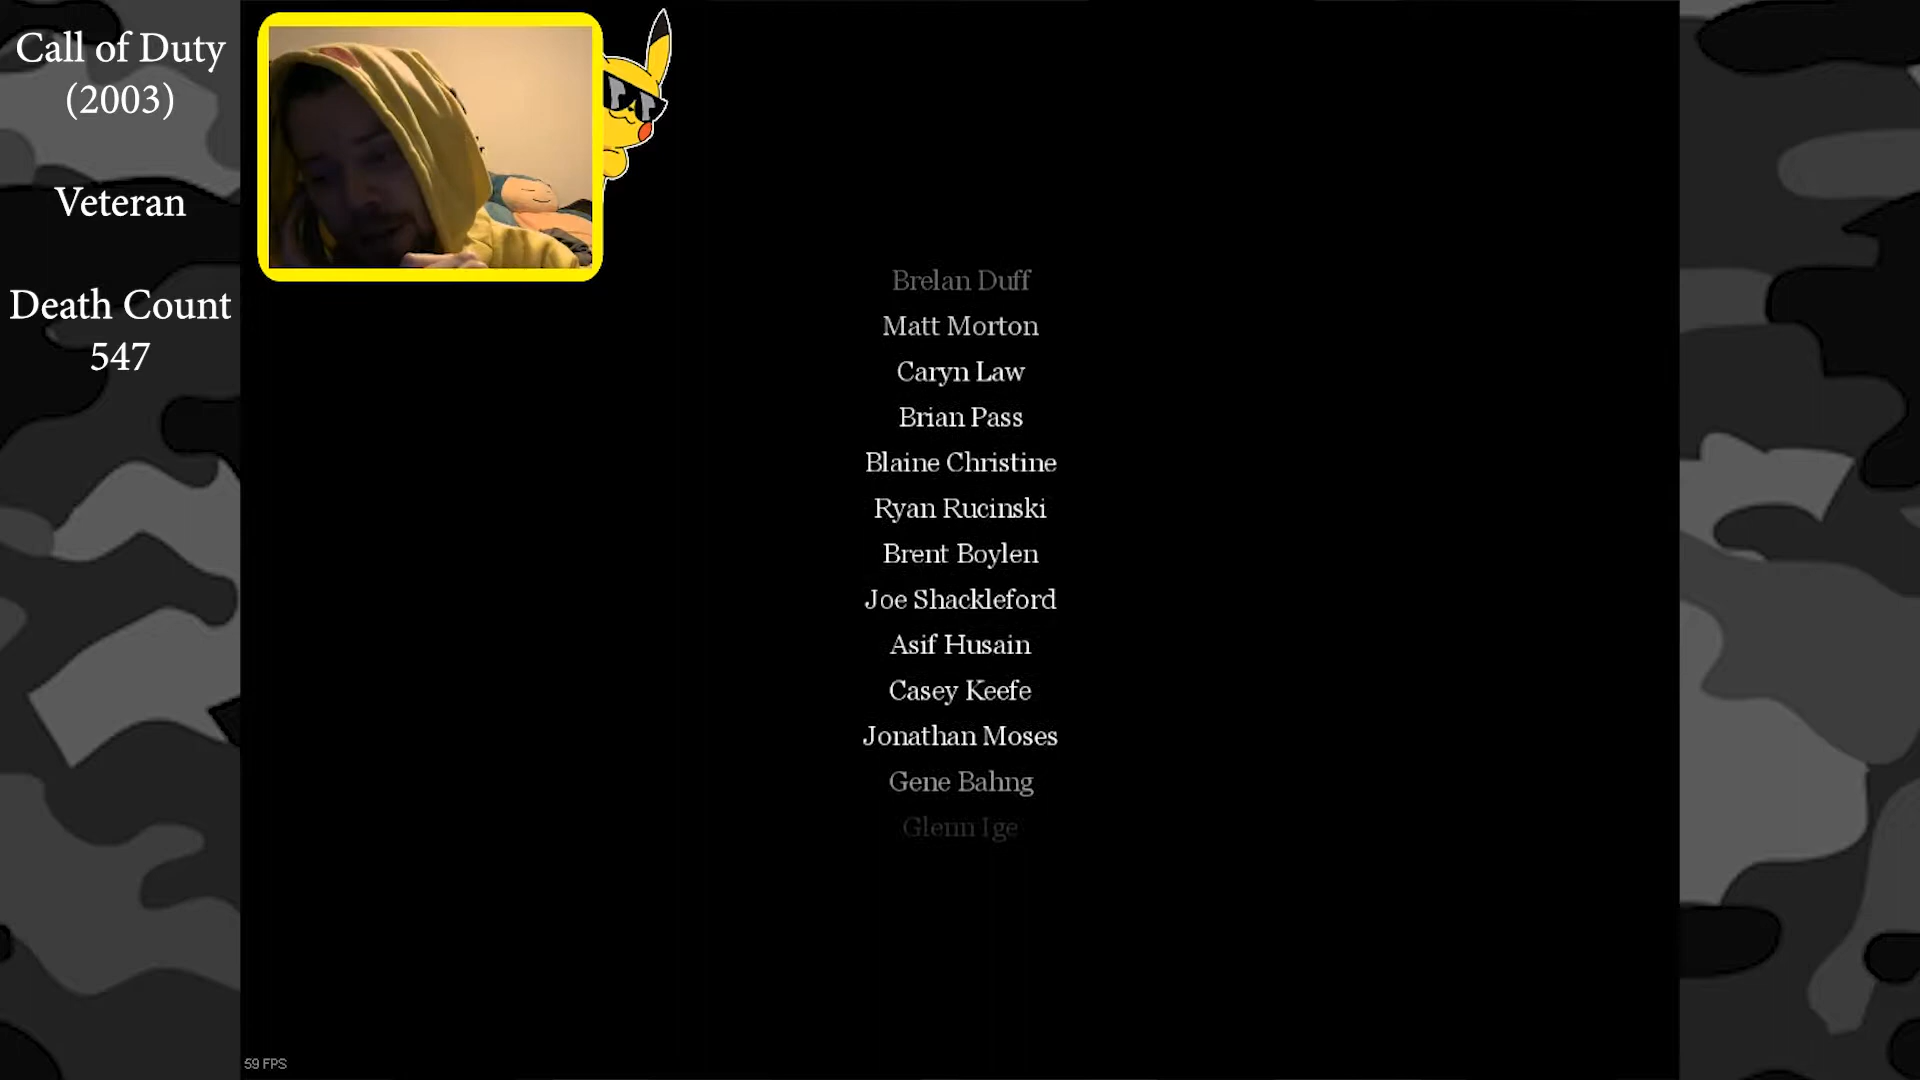 Call of Duty
(2003)
Veteran
Death Count
547
Brelan Duff
Matt Morton
Caryn Law
Brian Pass
Blaine Christine
Ryan Rucinski
Brent Boylen
Joe Shackleford
Asif Husain
Casey Keefe
Jonathan Moses
Gene Bahng
Glenn Ige
59 FPS